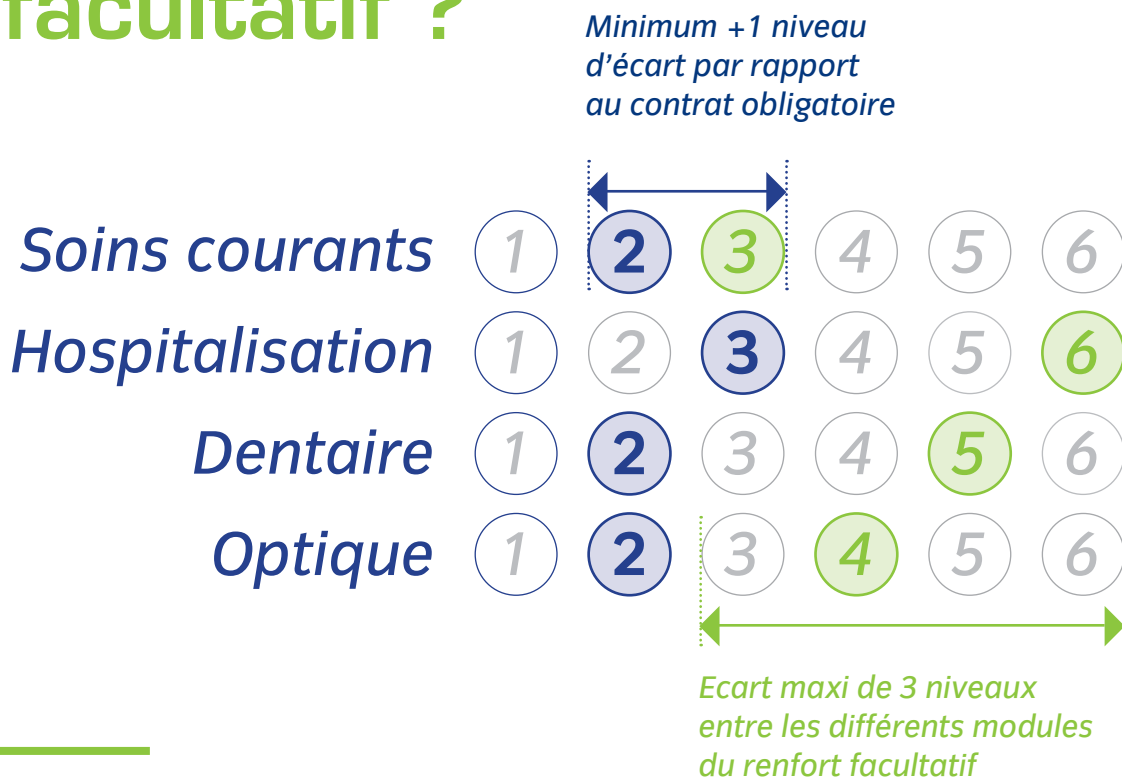 facultatif ?
Minimum +1 niveau
d'écart par rapport
au contrat obligatoire
Soins courants 1 2 3 4 5 6
Hospitalisation 1 2 3 4 5 6
Dentaire 1 2 3 4 5 6
Optique 1 2 3 4 5 6
Ecart maxi de 3 niveaux
entre les différents modules
du renfort facultatif